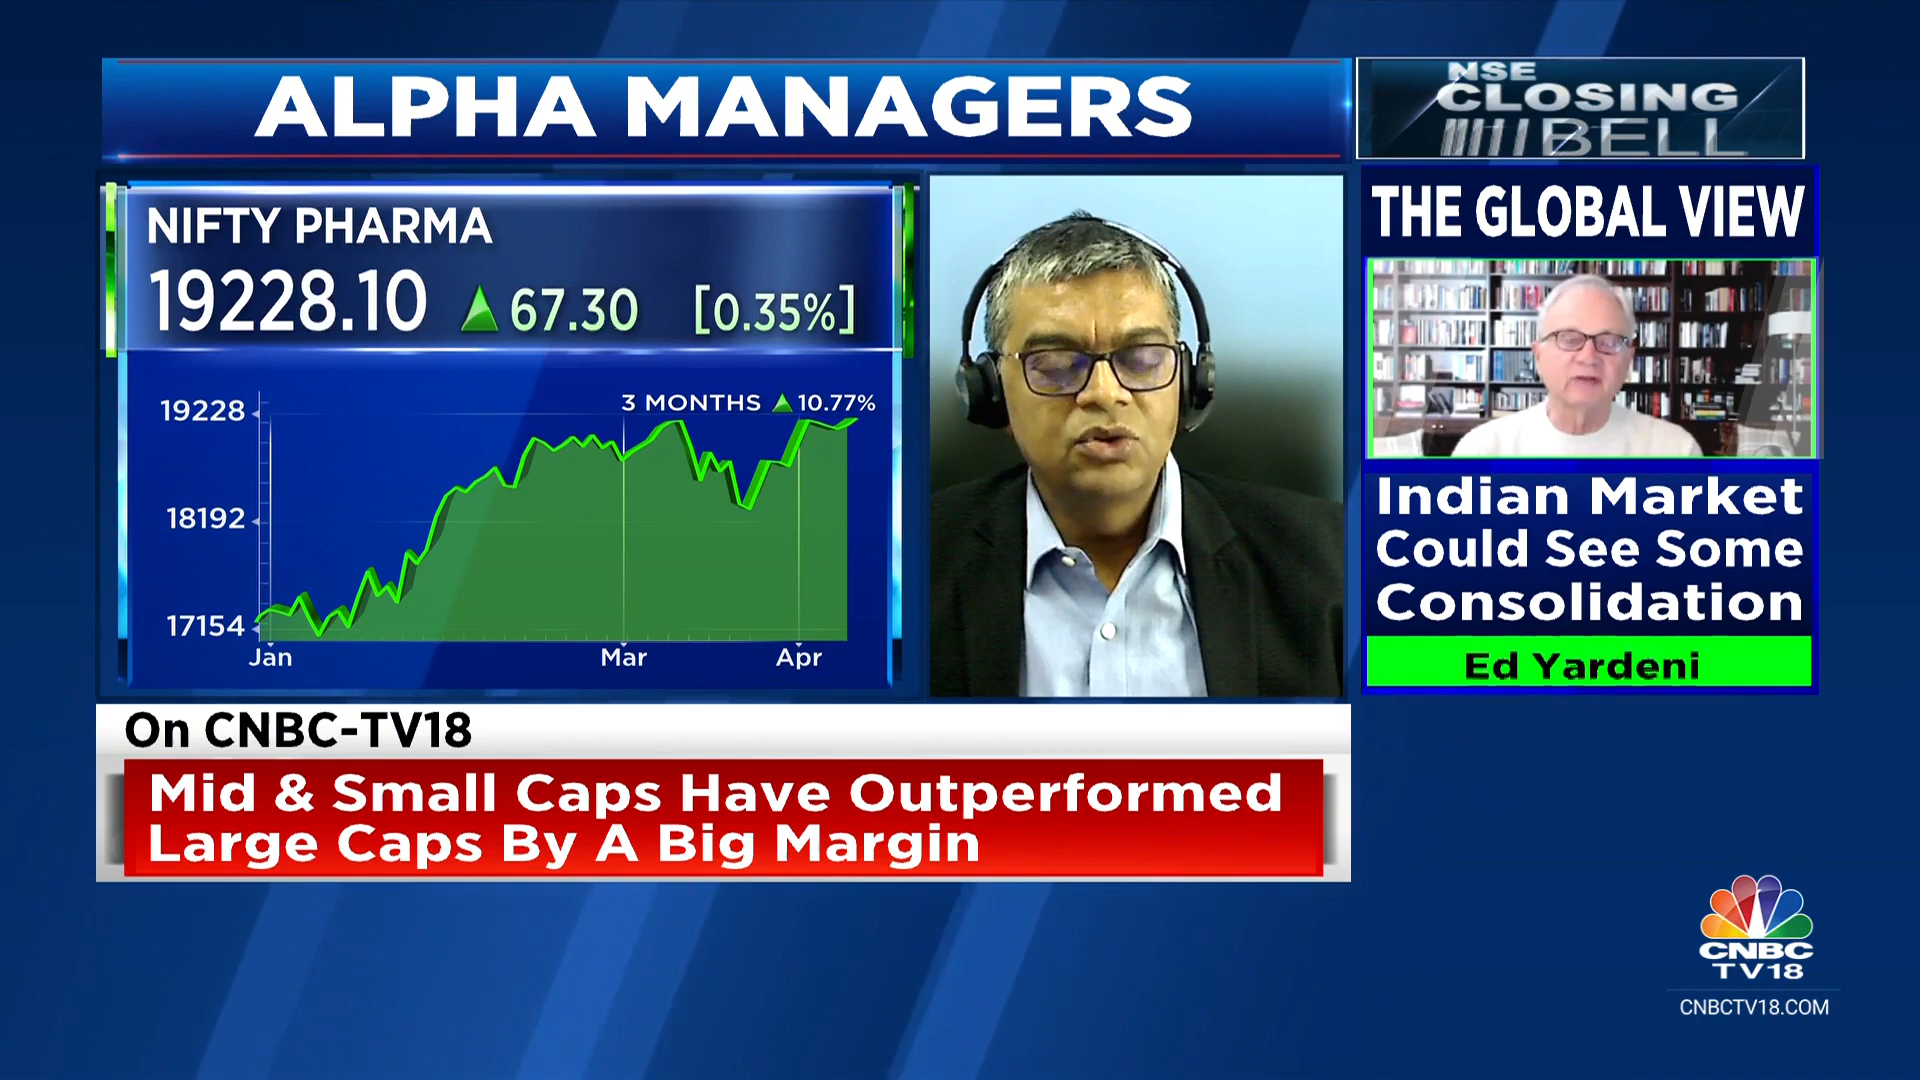 ALPHA MANAGERS
NSE
CLOSING
BELL
NIFTY PHARMA
19228.10 ▲ 67.30 [0.35%]
3 MONTHS ▲ 10.77%
19228
18192
17154
Jan Mar Apr
THE GLOBAL VIEW
Indian Market
Could See Some
Consolidation
Ed Yardeni
On CNBC-TV18
Mid & Small Caps Have Outperformed
Large Caps By A Big Margin
CNBC
TV18
CNBCTV18.COM